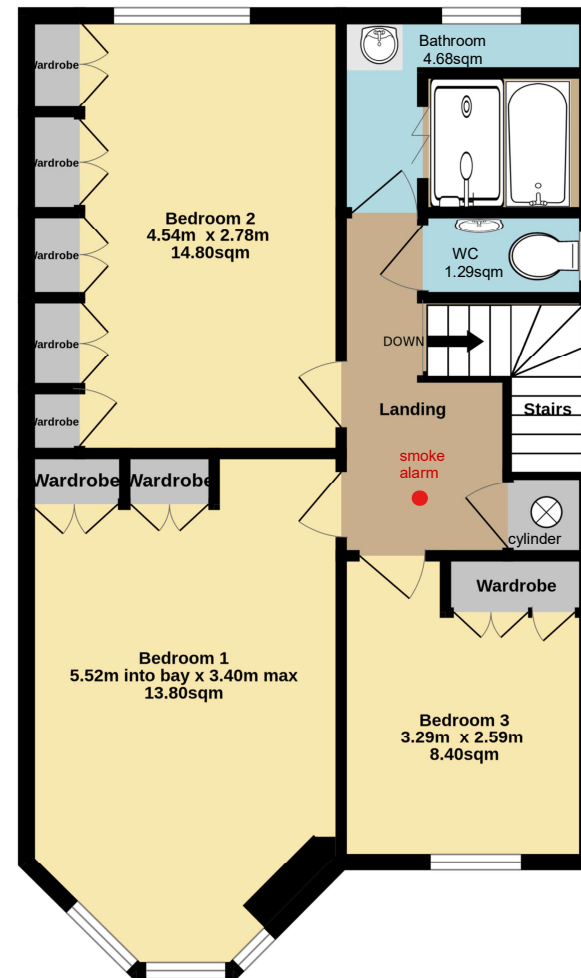 Bathroom
4.68sqm
Wardrobe
Wardrobe
Bedroom 2
4.54m x 2.78m
14.80sqm
WC
1.29sqm
Wardrobe
Wardrobe
DOWN
Wardrobe
Landing
Stairs
smoke
alarm
Wardrobe
Wardrobe
cylinder
Wardrobe
Bedroom 1
5.52m into bay x 3.40m max
13.80sqm
Bedroom 3
3.29m x 2.59m
8.40sqm